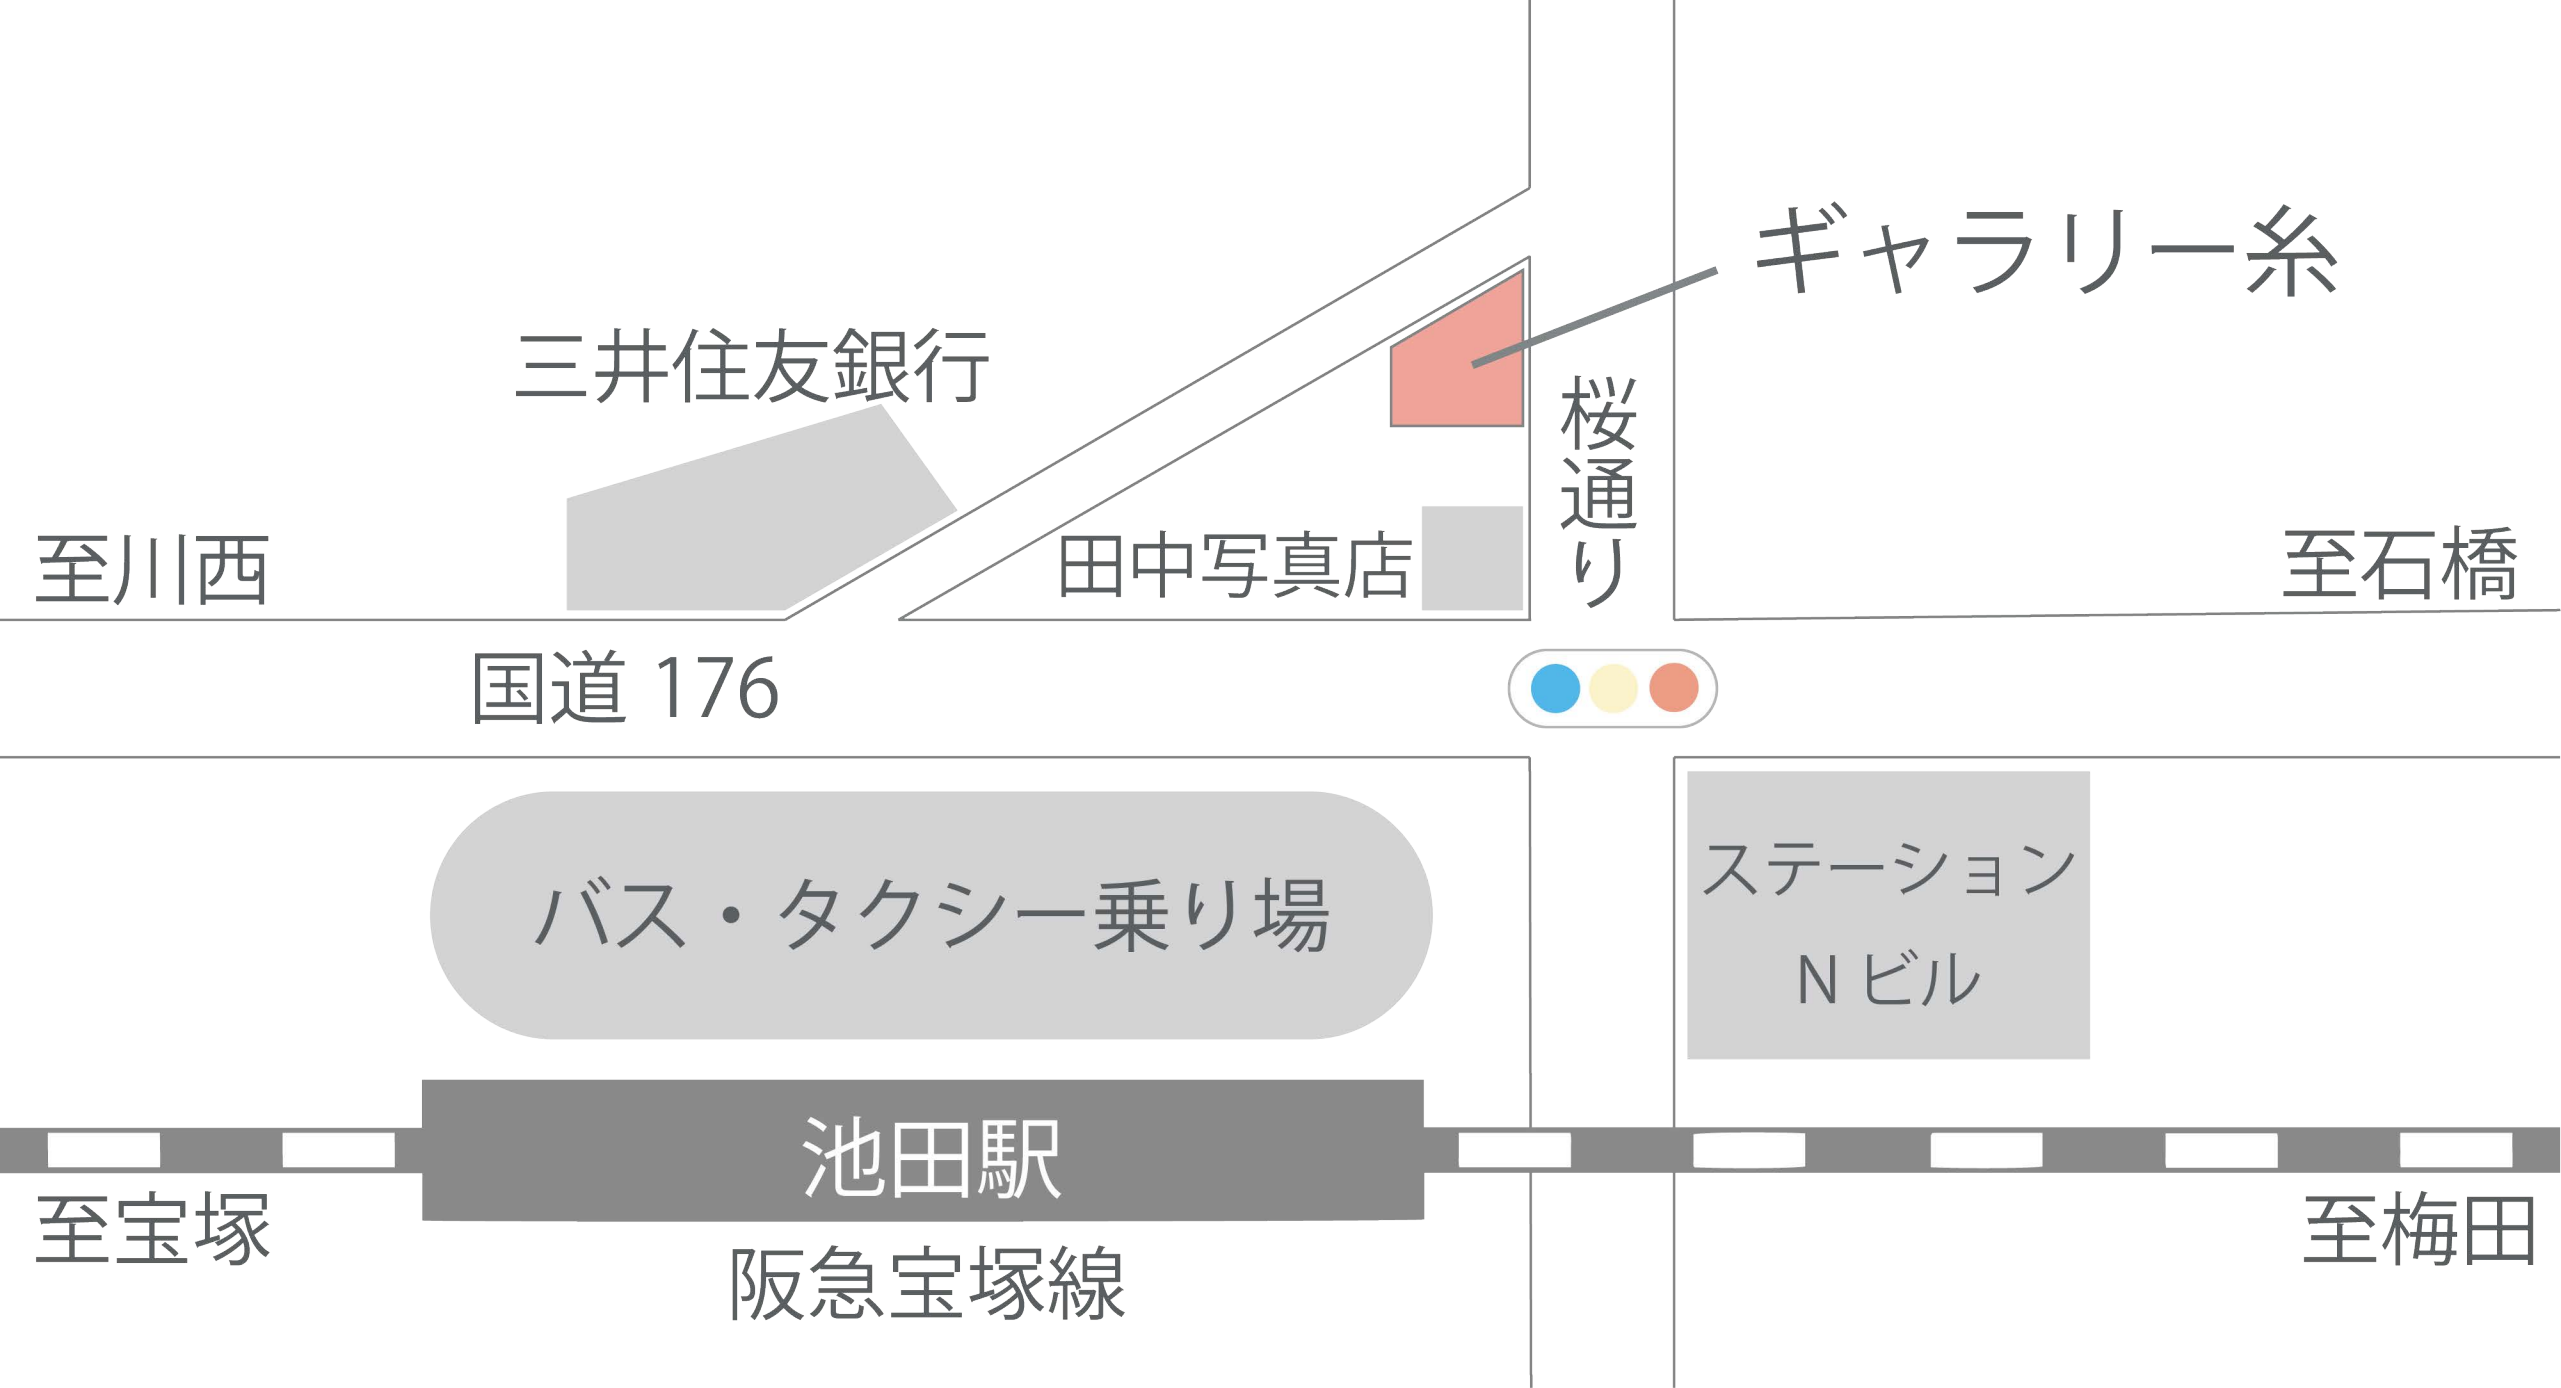 ギャラリー糸
三井住友銀行
桜通り
至川西
田中写真店
至石橋
国道 176
バス・タクシー乗り場
ステーション
N ビル
池田駅
至宝塚
至梅田
阪急宝塚線